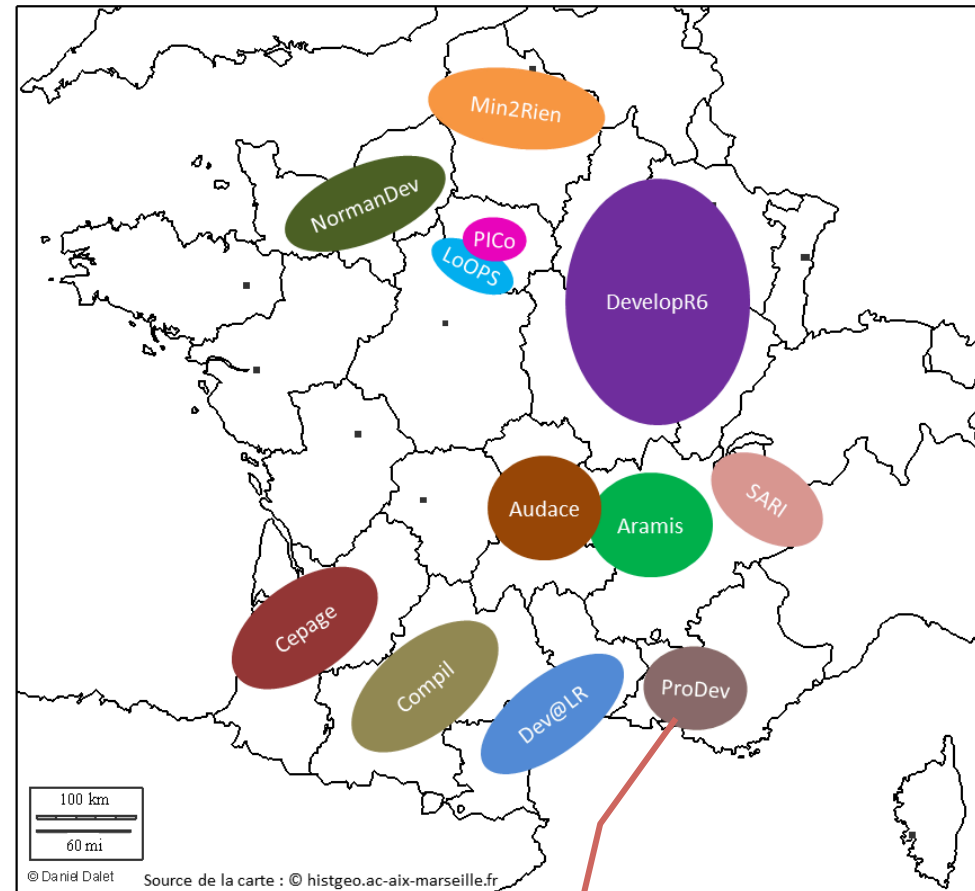 Min2Rien
NormanDev
PICo
LoOPS
DevelopR6
Audace
Aramis
SARI
Cepage
Compil
Dev@LR
ProDev
100 km
60 mi
© Daniel Dalet
Source de la carte : © histgeo.ac-aix-marseille.fr